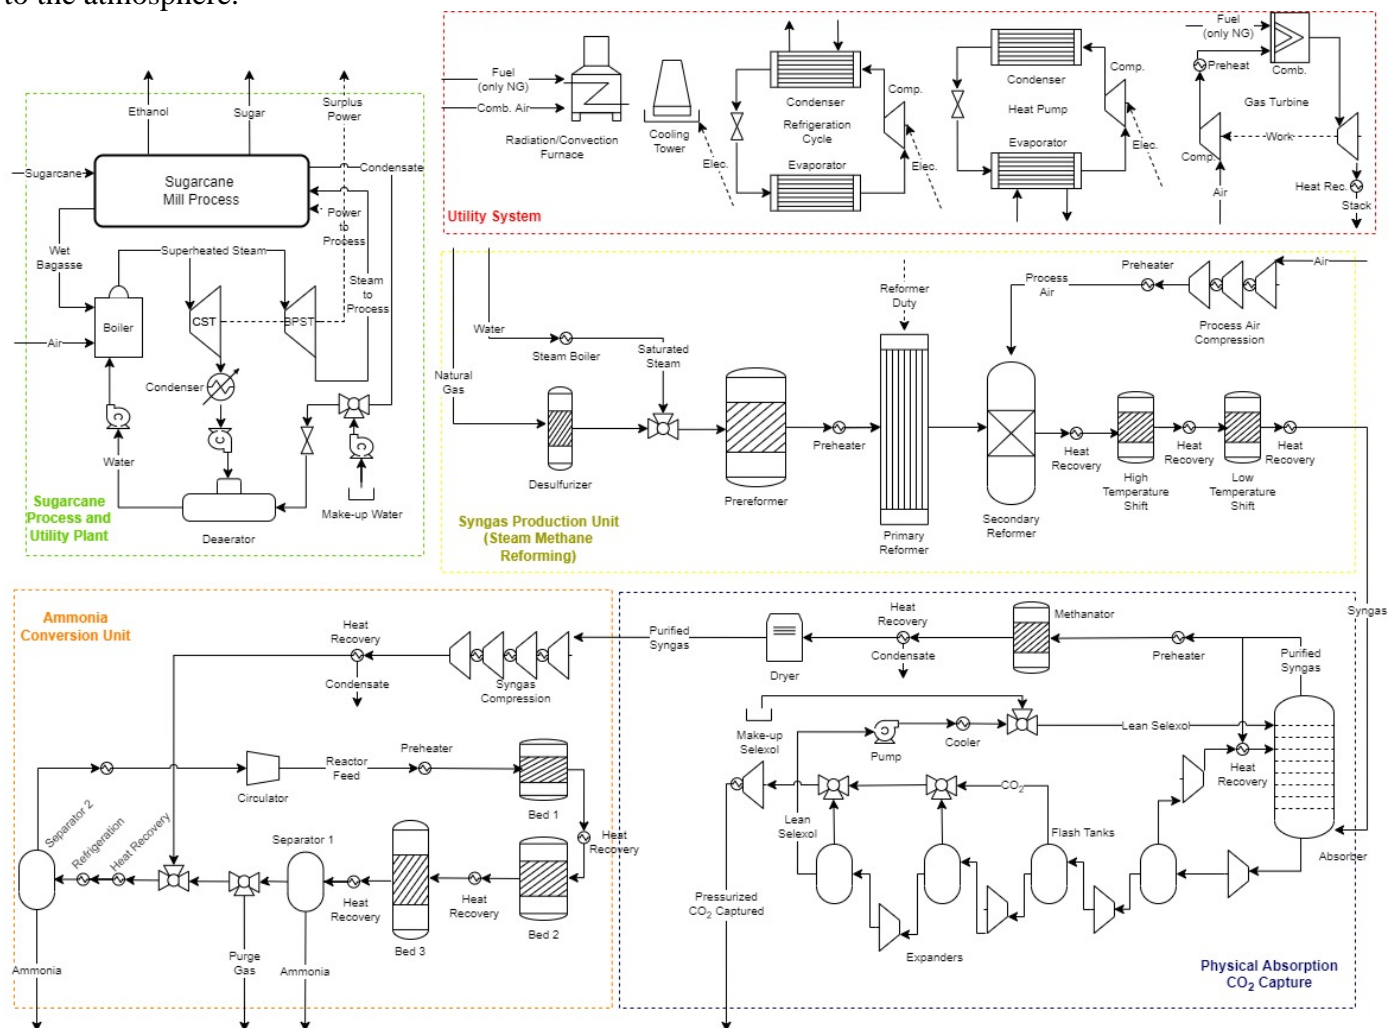 to the atmosphere.
Ethanol
Sugar
Surplus
Power
Sugarcane
Sugarcane
Mill Process
Condensate
Power
to
Process
Wet
Bagasse
Superheated Steam
Steam
to
Process
Boiler
CST
BPST
Air
Condenser
C
C
C
Water
Make-up Water
Deaerator
Sugarcane
Process and
Utility Plant
Fuel
(only NG)
Comb. Air
Radiation/Convection
Furnace
Cooling
Tower
Elec.
Condenser
Refrigeration
Cycle
Evaporator
Comp.
Elec.
Condenser
Heat Pump
Evaporator
Comp.
Elec.
Fuel
(only NG)
Preheat
Comb.
Gas Turbine
Work
Comp.
Air
Heat Rec.
Stack
Utility System
Water
Steam Boiler
Saturated
Steam
Natural
Gas
Desulfurizer
Prereformer
Preheater
Reformer
Duty
Primary
Reformer
Process
Air
Preheater
Air
Process Air
Compression
Secondary
Reformer
Heat
Recovery
High
Temperature
Shift
Heat
Recovery
Low
Temperature
Shift
Heat
Recovery
Syngas Production Unit
(Steam Methane
Reforming)
Syngas
Ammonia
Conversion Unit
Heat
Recovery
Condensate
Syngas
Compression
Purified
Syngas
Circulator
Reactor
Feed
Preheater
Bed 1
Heat
Recovery
Bed 2
Heat
Recovery
Bed 3
Heat
Recovery
Separator 1
Separator 2
Refrigeration
Heat Recovery
Ammonia
Purge
Gas
Ammonia
Dryer
Heat
Recovery
Condensate
Methanator
Preheater
Purified
Syngas
Make-up
Selexol
C
Pump
Cooler
Lean Selexol
Heat
Recovery
CO2
Lean
Selexol
Flash Tanks
Absorber
Pressurized
CO2 Captured
Expanders
Physical Absorption
CO2 Capture